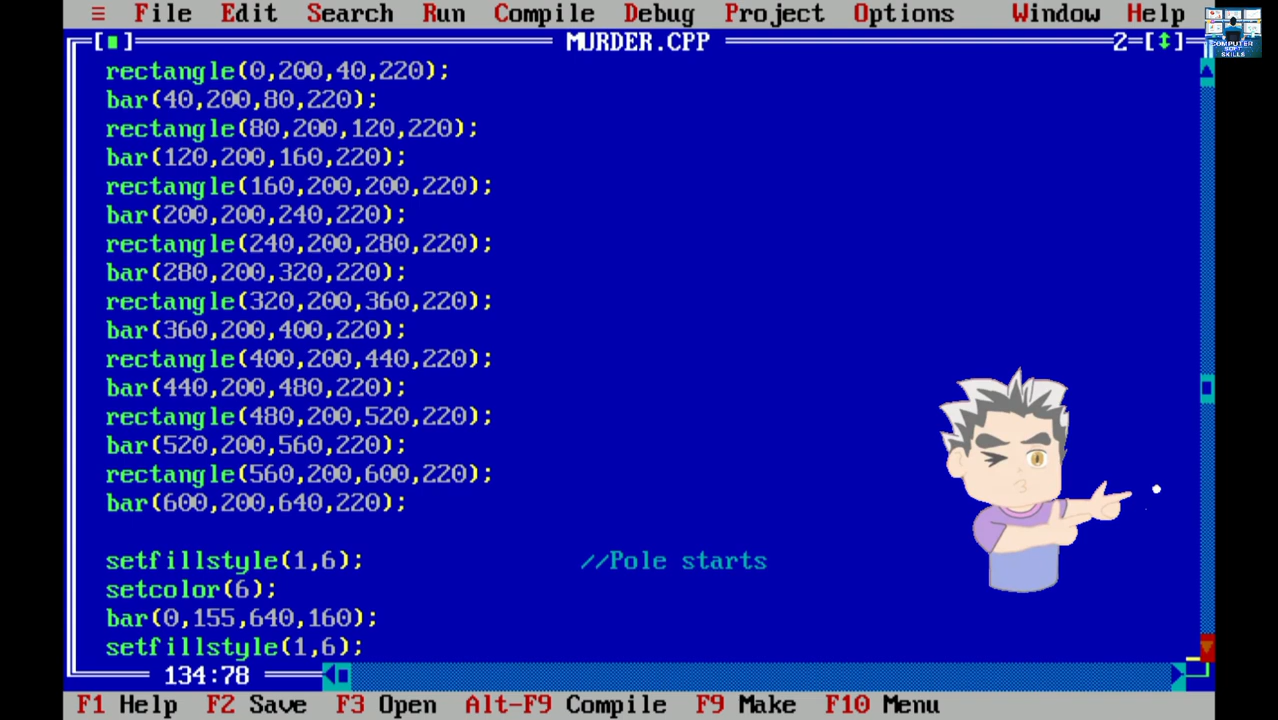 ≡ File Edit Search Run Compile Debug Project Options Window Help
COMPUTER SOFT SKILLS
[■] MURDER.CPP 2=[↕]
rectangle(0,200,40,220);
bar(40,200,80,220);
rectangle(80,200,120,220);
bar(120,200,160,220);
rectangle(160,200,200,220);
bar(200,200,240,220);
rectangle(240,200,280,220);
bar(280,200,320,220);
rectangle(320,200,360,220);
bar(360,200,400,220);
rectangle(400,200,440,220);
bar(440,200,480,220);
rectangle(480,200,520,220);
bar(520,200,560,220);
rectangle(560,200,600,220);
bar(600,200,640,220);
setfillstyle(1,6); //Pole starts
setcolor(6);
bar(0,155,640,160);
setfillstyle(1,6);
134:78
F1 Help F2 Save F3 Open Alt-F9 Compile F9 Make F10 Menu